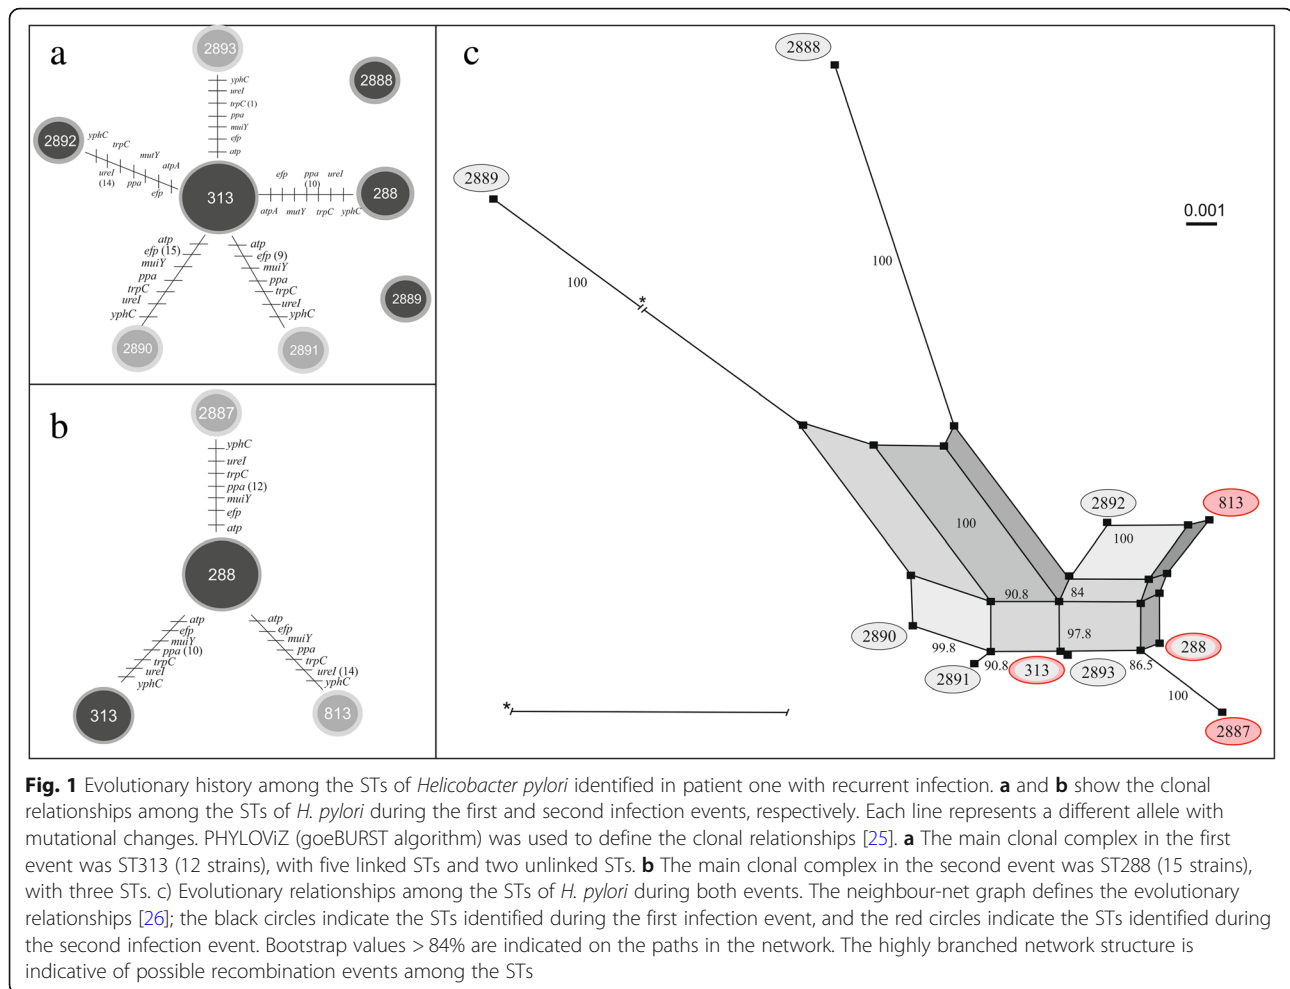 a
2893
yphC
ureI
trpC (1)
ppa
muiY
efp
atp
2888
2892
yphC
trpC
mutY
atpA
ureI
(14)
ppa
efp
313
efp
ppa
(10)
ureI
atpA
mutY
trpC
yphC
288
2889
atp
efp (15)
muiY
ppa
trpC
ureI
yphC
2890
atp
efp (9)
muiY
ppa
trpC
ureI
yphC
2891
b
2887
yphC
ureI
trpC
ppa (12)
muiY
efp
atp
288
atp
efp
muiY
ppa (10)
trpC
ureI
yphC
313
atp
efp
muiY
ppa
trpC
ureI (14)
yphC
813
c
2888
2889
0.001
100
100
*
2892
813
100
100
90.8
84
2890
97.8
288
99.8
2891
90.8
313
2893
86.5
100
2887
*
Fig. 1 Evolutionary history among the STs of Helicobacter pylori identified in patient one with recurrent infection. a and b show the clonal
relationships among the STs of H. pylori during the first and second infection events, respectively. Each line represents a different allele with
mutational changes. PHYLOViZ (goeBURST algorithm) was used to define the clonal relationships [25]. a The main clonal complex in the first
event was ST313 (12 strains), with five linked STs and two unlinked STs. b The main clonal complex in the second event was ST288 (15 strains),
with three STs. c) Evolutionary relationships among the STs of H. pylori during both events. The neighbour-net graph defines the evolutionary
relationships [26]; the black circles indicate the STs identified during the first infection event, and the red circles indicate the STs identified during
the second infection event. Bootstrap values > 84% are indicated on the paths in the network. The highly branched network structure is
indicative of possible recombination events among the STs